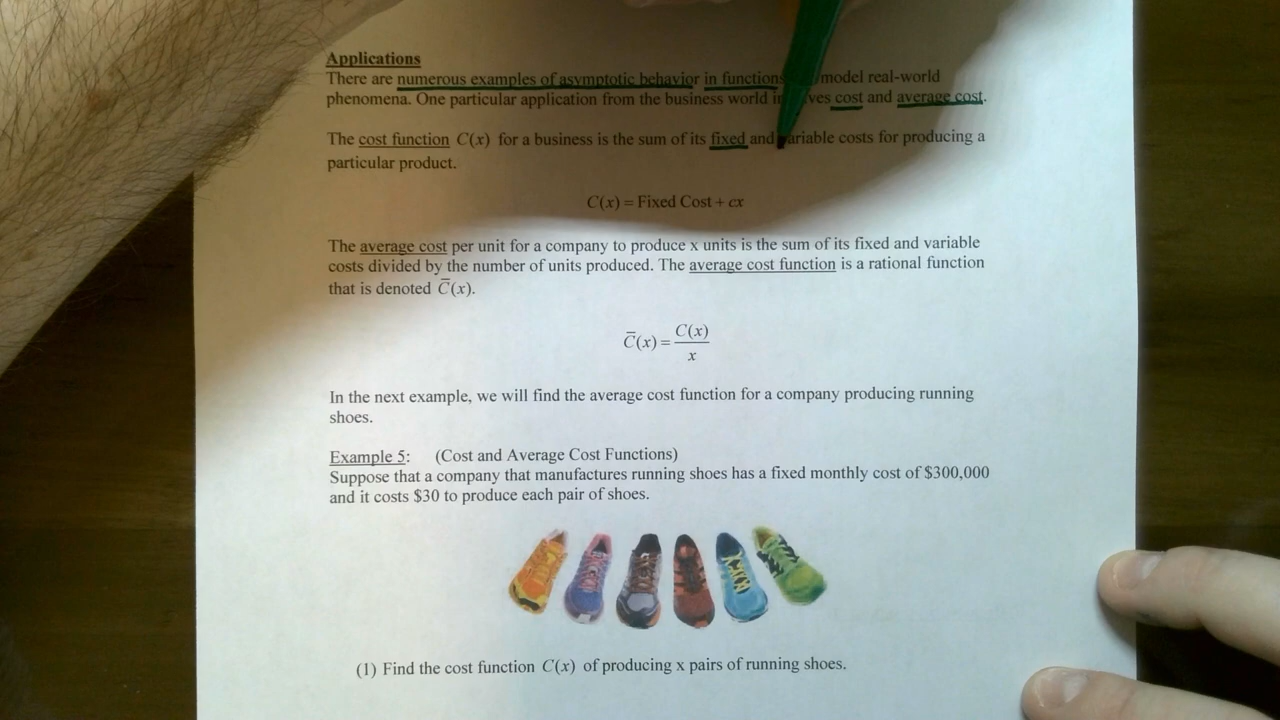 Applications
There are numerous examples of asymptotic behavior in functions model real-world
phenomena. One particular application from the business world cost and average cost.
The cost function C(x) for a business is the sum of its fixed and variable costs for producing a
particular product.
C(x) = Fixed Cost + cx
The average cost per unit for a company to produce x units is the sum of its fixed and variable
costs divided by the number of units produced. The average cost function is a rational function
that is denoted C̅(x).
C̅(x) = C(x)
x
In the next example, we will find the average cost function for a company producing running
shoes.
Example 5: (Cost and Average Cost Functions)
Suppose that a company that manufactures running shoes has a fixed monthly cost of $300,000
and it costs $30 to produce each pair of shoes.
(1) Find the cost function C(x) of producing x pairs of running shoes.